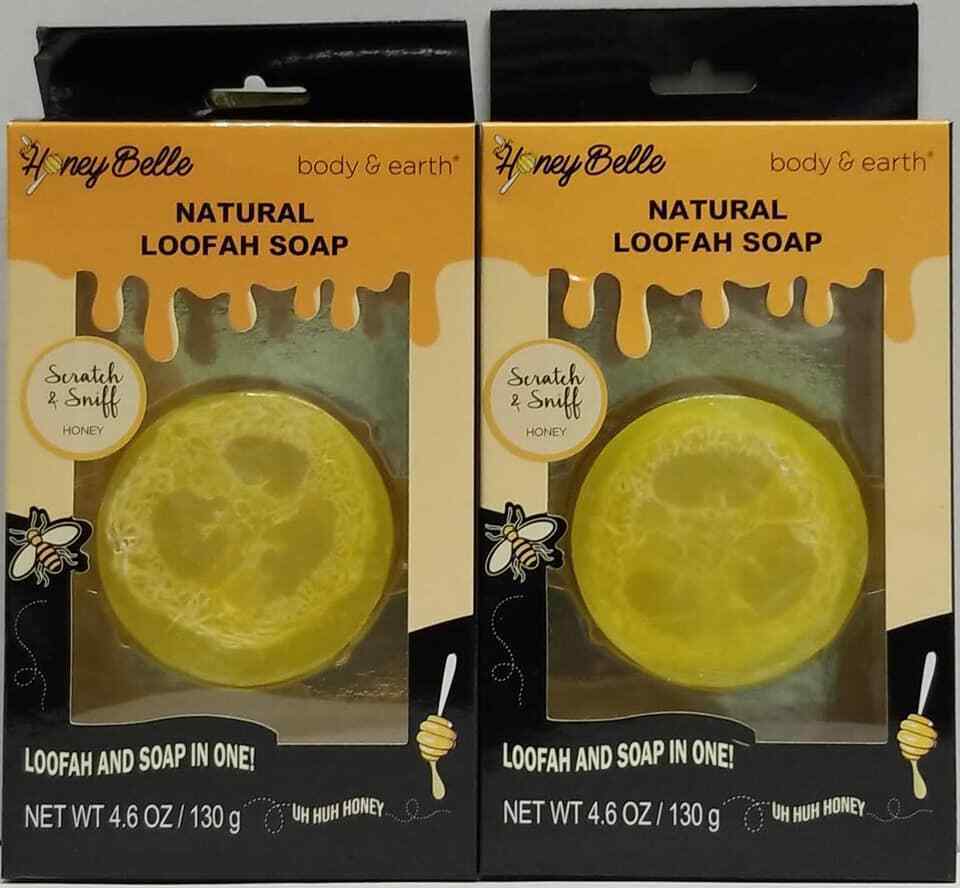 Honey Belle
body & earth®
NATURAL
LOOFAH SOAP
Scratch
& Sniff
HONEY
LOOFAH AND SOAP IN ONE!
NET WT 4.6 OZ / 130 g
UH HUH HONEY
Honey Belle
body & earth®
NATURAL
LOOFAH SOAP
Scratch
& Sniff
HONEY
LOOFAH AND SOAP IN ONE!
NET WT 4.6 OZ / 130 g
UH HUH HONEY